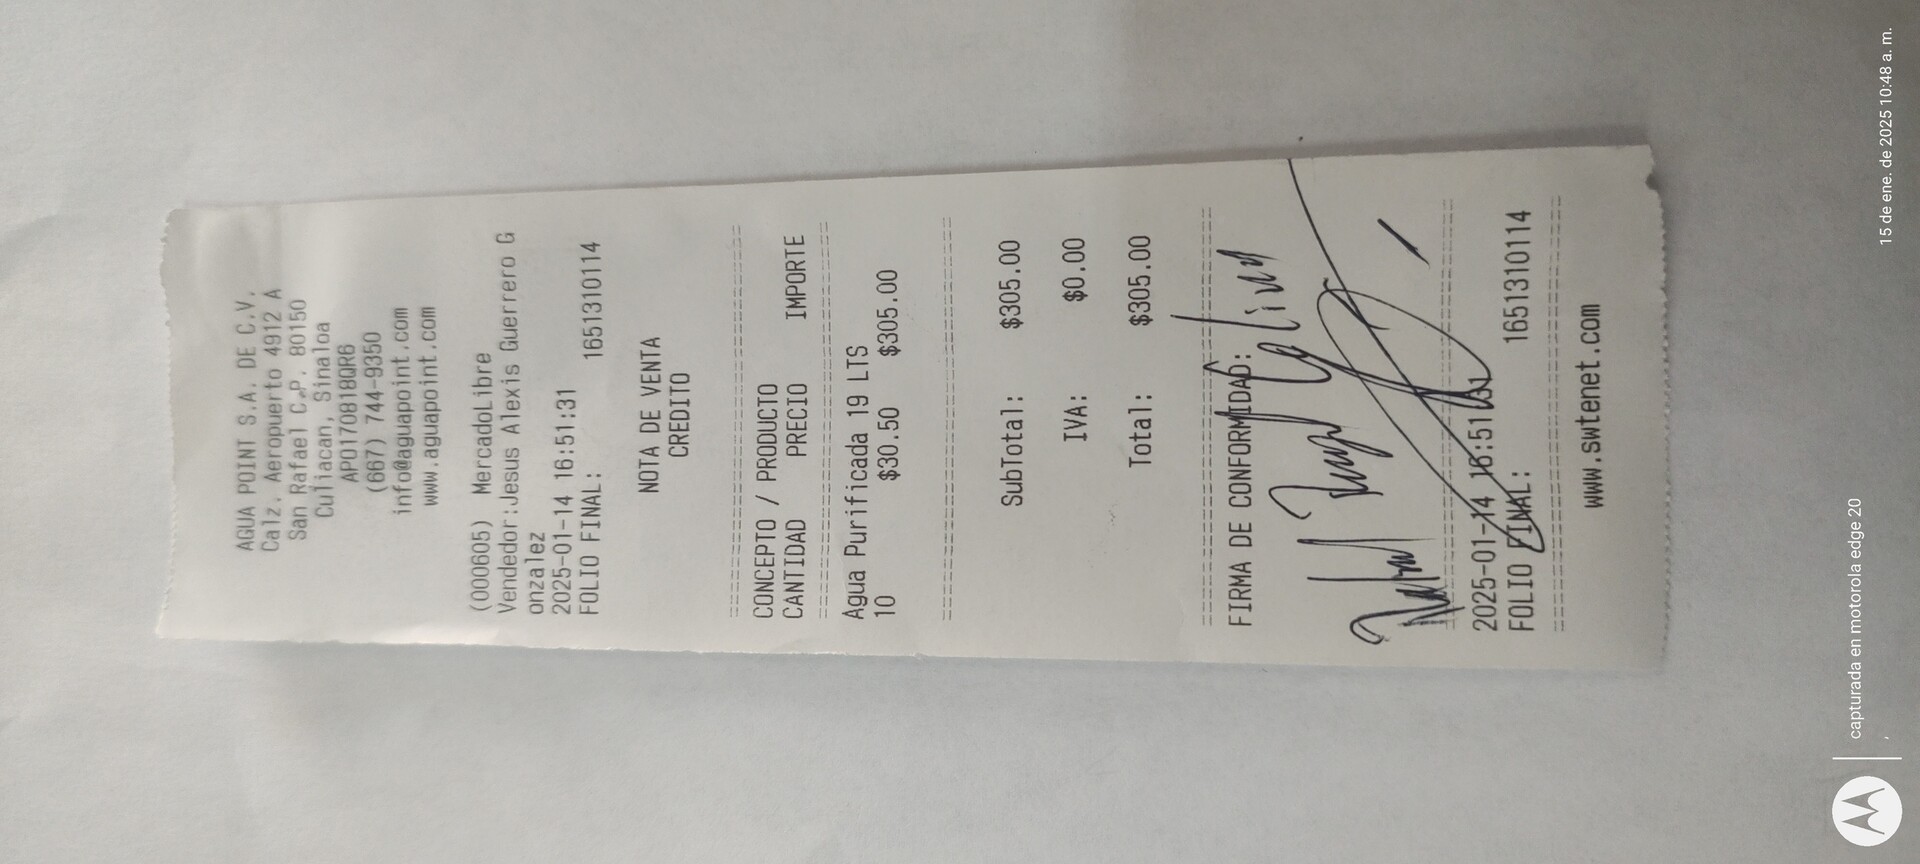 AGUA POINT S.A. DE C.V.
Calz. Aeropuerto 4912 A
San Rafael C.P. 80150
Culiacan, Sinaloa
APO170818QR6
(667) 744-9350
info@aguapoint.com
www.aguapoint.com
(000605) MercadoLibre
Vendedor:Jesus Alexis Guerrero G
onzalez
2025-01-14 16:51:31
FOLIO FINAL: 1651310114
NOTA DE VENTA
CREDITO
CONCEPTO / PRODUCTO
CANTIDAD PRECIO IMPORTE
Agua Purificada 19 LTS
10 $30.50 $305.00
SubTotal: $305.00
IVA: $0.00
Total: $305.00
FIRMA DE CONFORMIDAD:
2025-01-14 16:51:31
FOLIO FINAL: 1651310114
www.swtenet.com
capturada en motorola edge 20
15 de ene. de 2025 10:48 a. m.